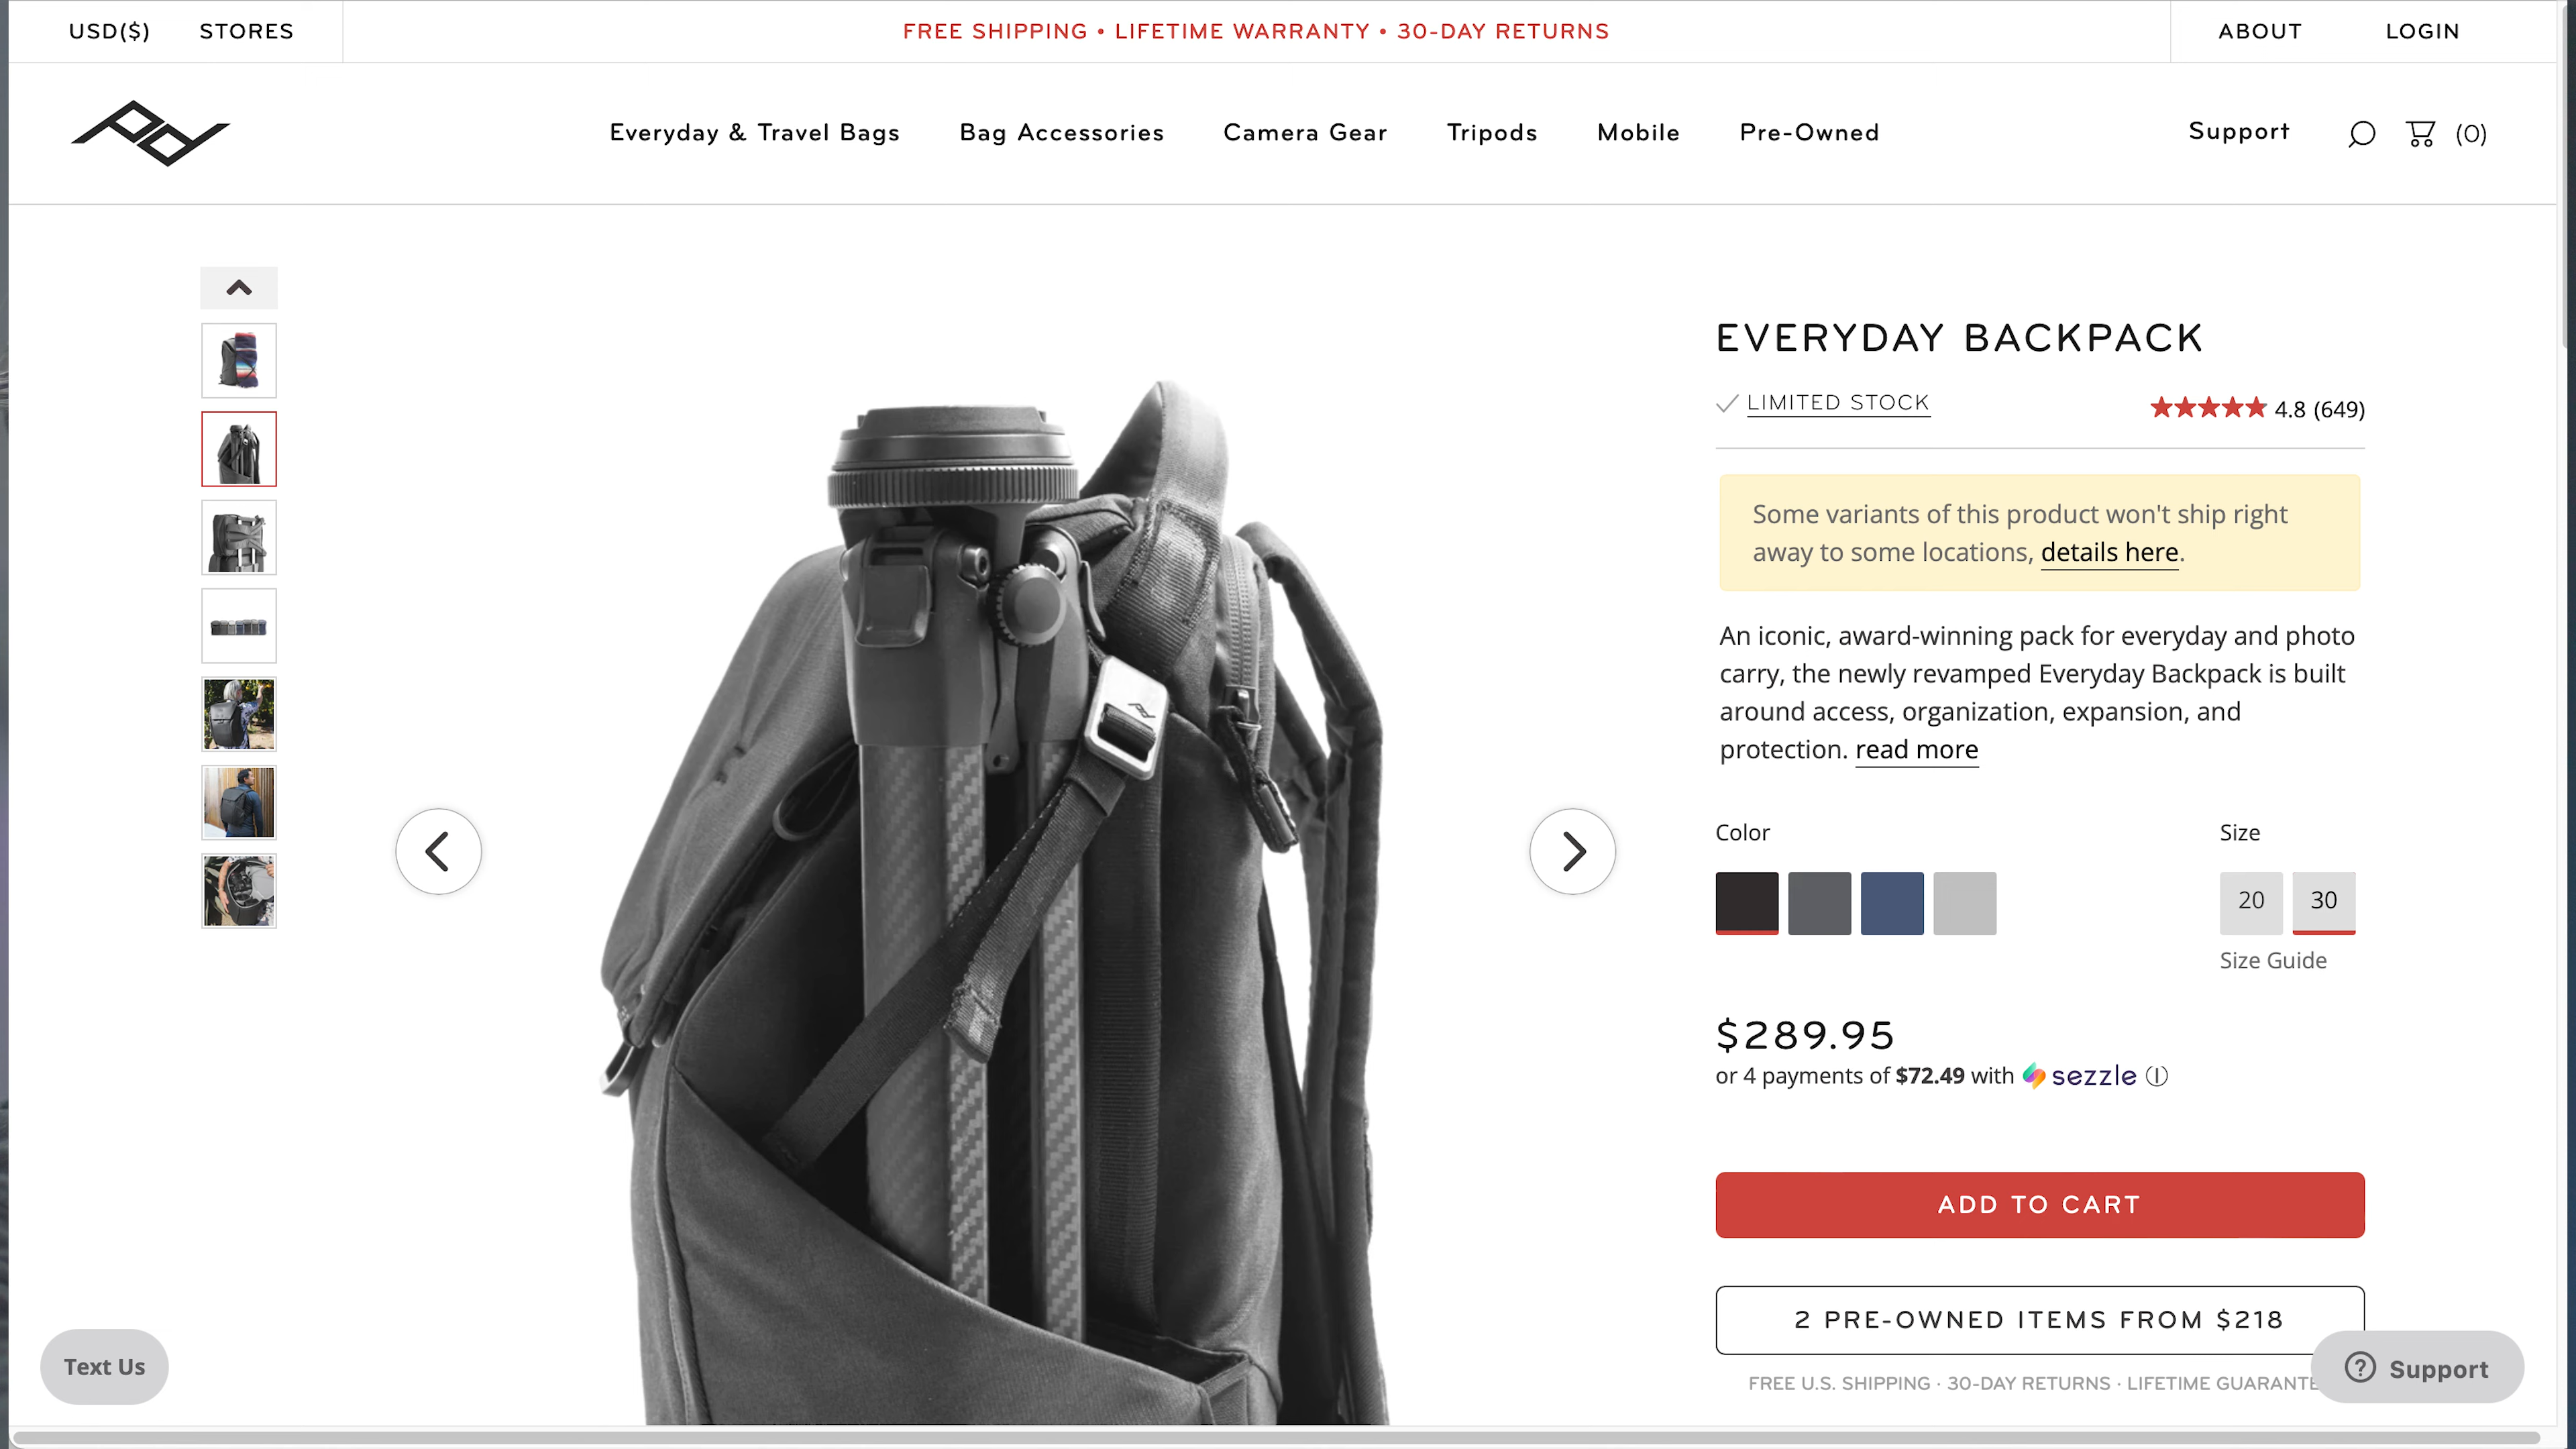 USD($) STORES FREE SHIPPING • LIFETIME WARRANTY • 30-DAY RETURNS ABOUT LOGIN
Everyday & Travel Bags Bag Accessories Camera Gear Tripods Mobile Pre-Owned Support (0)
EVERYDAY BACKPACK
LIMITED STOCK 4.8 (649)
Some variants of this product won't ship right
away to some locations, details here.
An iconic, award-winning pack for everyday and photo
carry, the newly revamped Everyday Backpack is built
around access, organization, expansion, and
protection. read more
Color Size
20 30
Size Guide
$289.95
or 4 payments of $72.49 with sezzle
ADD TO CART
2 PRE-OWNED ITEMS FROM $218
Text Us
Support
FREE U.S. SHIPPING · 30-DAY RETURNS · LIFETIME GUARANTE